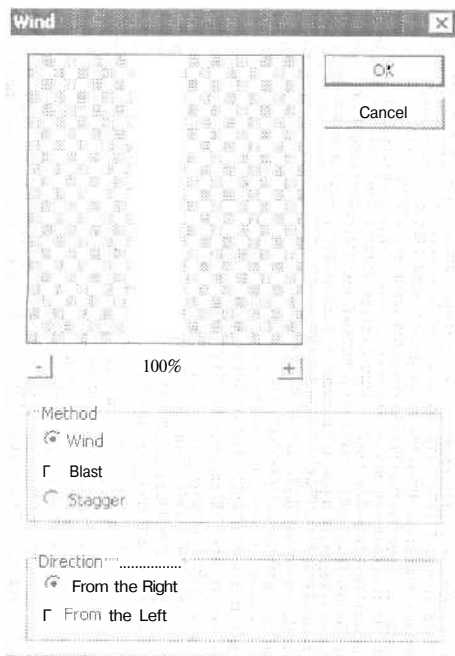 Wind
OK
Cancel
- 100% +
Method
Wind
Blast
Stagger
Direction
From the Right
From the Left